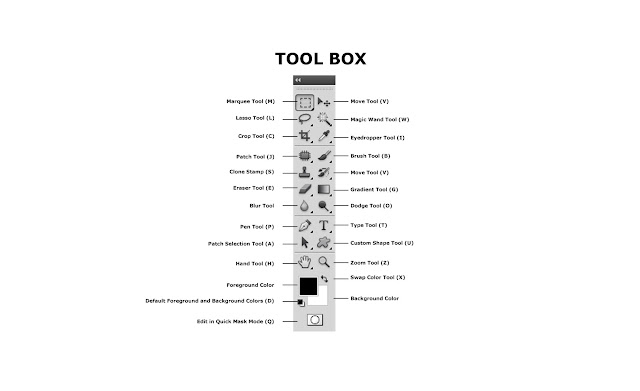 TOOL BOX
Marquee Tool (M)
Move Tool (V)
Lasso Tool (L)
Magic Wand Tool (W)
Crop Tool (C)
Eyedropper Tool (I)
Patch Tool (J)
Brush Tool (B)
Clone Stamp (S)
Move Tool (V)
Eraser Tool (E)
Gradient Tool (G)
Blur Tool
Dodge Tool (O)
Pen Tool (P)
Type Tool (T)
Patch Selection Tool (A)
Custom Shape Tool (U)
Hand Tool (H)
Zoom Tool (Z)
Swap Color Tool (X)
Foreground Color
Background Color
Default Foreground and Background Colors (D)
Edit in Quick Mask Mode (Q)